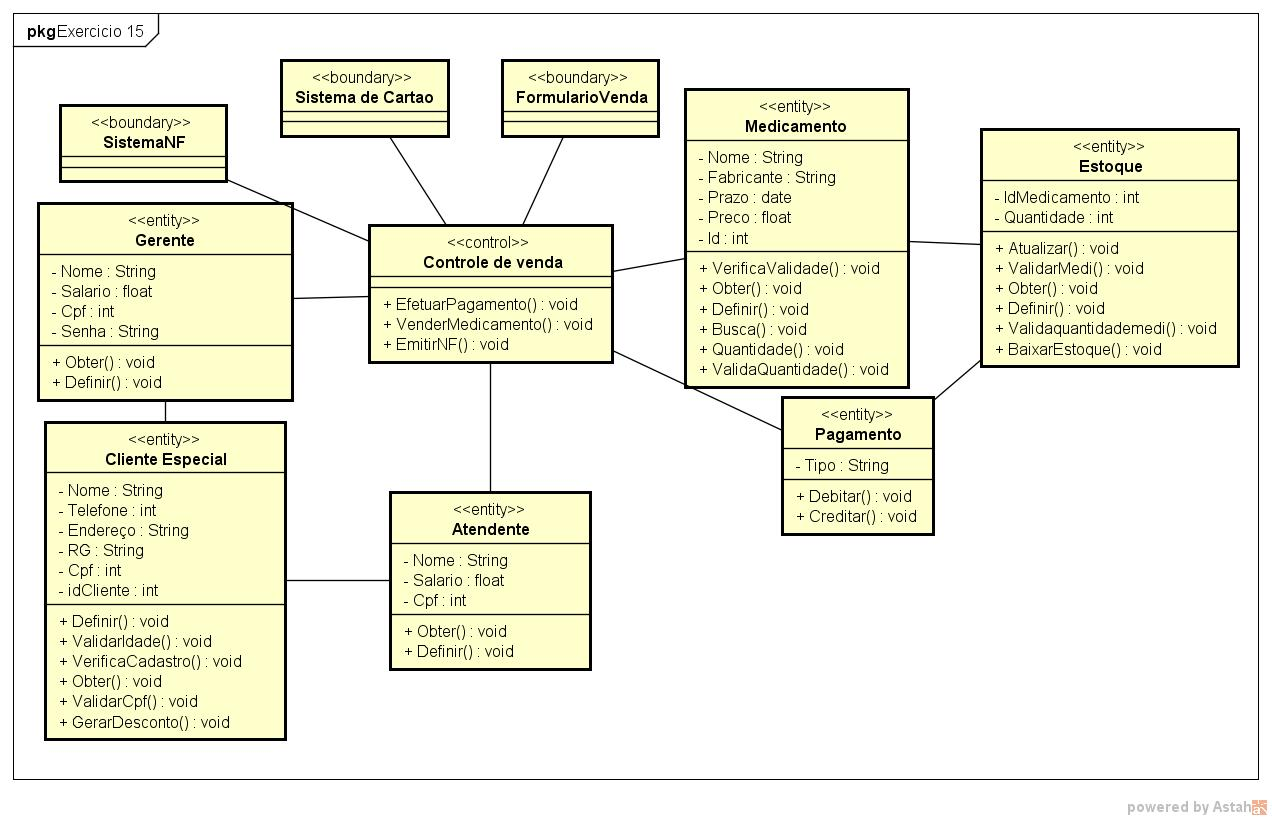 pkg Exercicio 15
<<boundary>>
SistemaNF
<<boundary>>
Sistema de Cartao
<<boundary>>
FormularioVenda
<<entity>>
Medicamento
- Nome : String
- Fabricante : String
- Prazo : date
- Preco : float
- Id : int
+ VerificaValidade() : void
+ Obter() : void
+ Definir() : void
+ Busca() : void
+ Quantidade() : void
+ ValidaQuantidade() : void
<<entity>>
Estoque
- IdMedicamento : int
- Quantidade : int
+ Atualizar() : void
+ ValidarMedi() : void
+ Obter() : void
+ Definir() : void
+ Validaquantidademedi() : void
+ BaixarEstoque() : void
<<entity>>
Gerente
- Nome : String
- Salario : float
- Cpf : int
- Senha : String
+ Obter() : void
+ Definir() : void
<<control>>
Controle de venda
+ EfetuarPagamento() : void
+ VenderMedicamento() : void
+ EmitirNF() : void
<<entity>>
Pagamento
- Tipo : String
+ Debitar() : void
+ Creditar() : void
<<entity>>
Cliente Especial
- Nome : String
- Telefone : int
- Endereço : String
- RG : String
- Cpf : int
- idCliente : int
+ Definir() : void
+ ValidarIdade() : void
+ VerificaCadastro() : void
+ Obter() : void
+ ValidarCpf() : void
+ GerarDesconto() : void
<<entity>>
Atendente
- Nome : String
- Salario : float
- Cpf : int
+ Obter() : void
+ Definir() : void
powered by Astah